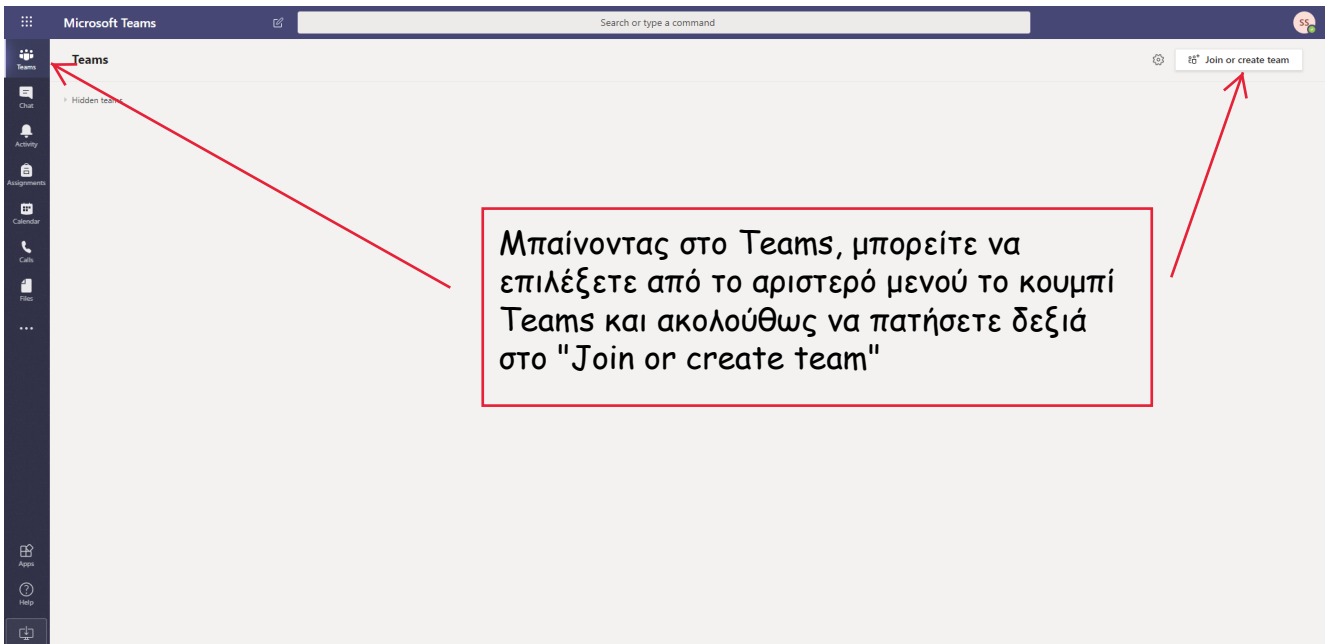 Microsoft Teams
Search or type a command
SS
Teams
Teams
Join or create team
Chat
Hidden teams
Activity
Assignments
Calendar
Calls
Files
Μπαίνοντας στο Teams, μπορείτε να
επιλέξετε από το αριστερό μενού το κουμπί
Teams και ακολούθως να πατήσετε δεξιά
στο "Join or create team"
Apps
Help